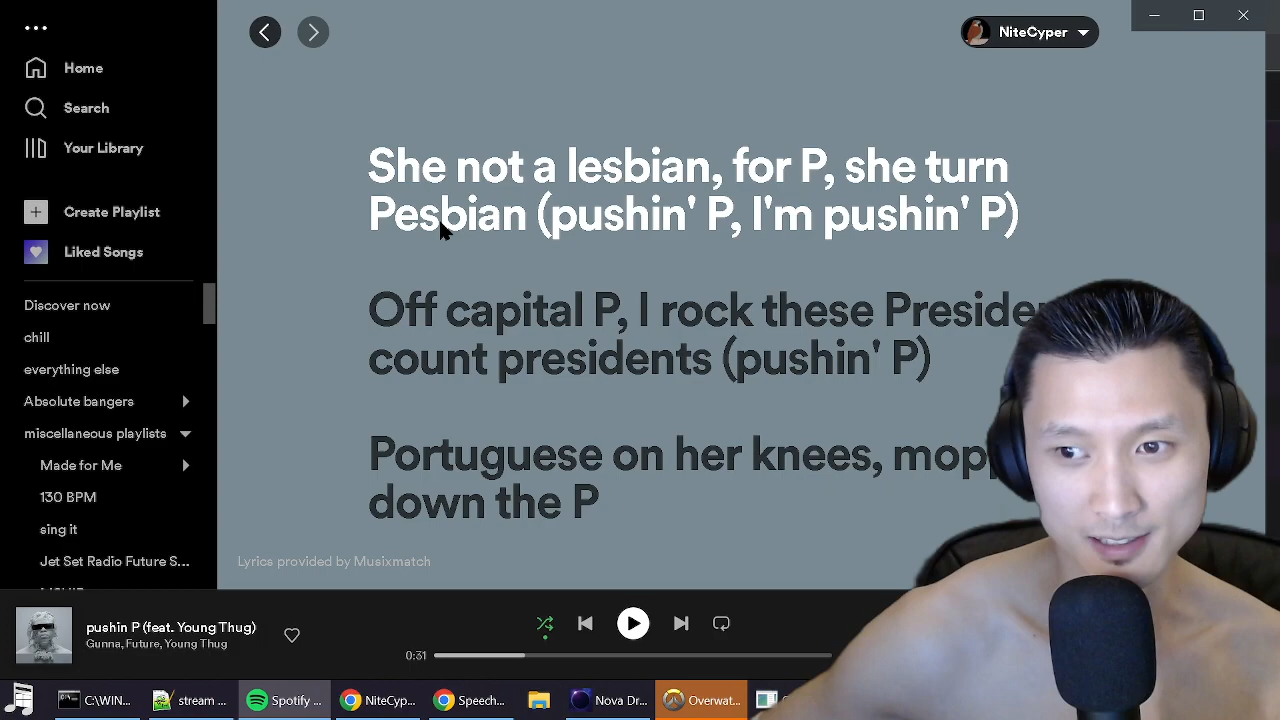 NiteCyper
Home
Search
Your Library
Create Playlist
Liked Songs
Discover now
chill
everything else
Absolute bangers
miscellaneous playlists
Made for Me
130 BPM
sing it
Jet Set Radio Future S...
She not a lesbian, for P, she turn
Pesbian (pushin' P, I'm pushin' P)
Off capital P, I rock these Preside
count presidents (pushin' P)
Portuguese on her knees, mopp
down the P
Lyrics provided by Musixmatch
pushin P (feat. Young Thug)
Gunna, Future, Young Thug
0:31
C:\WIN...
stream ...
Spotify ...
NiteCyp...
Speech...
Nova Dr...
Overwat...